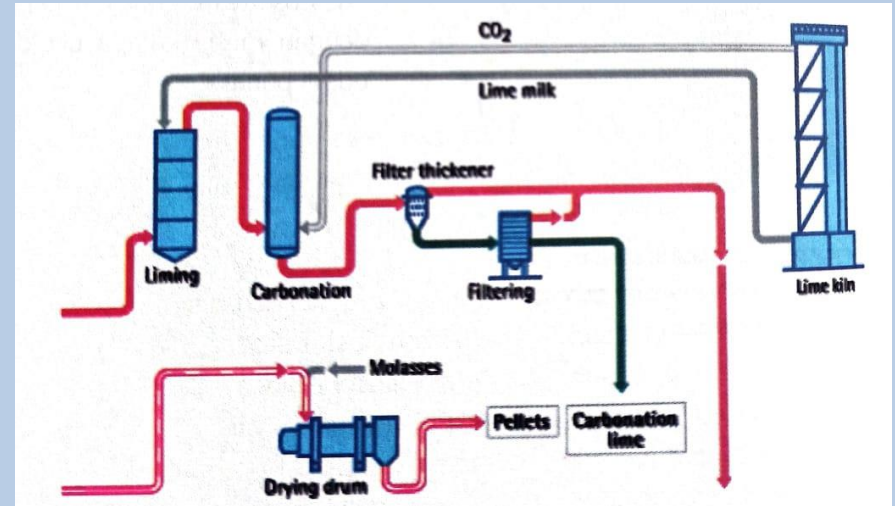 CO2
Lime milk
Filter thickener
Liming
Carbonation
Filtering
Lime kiln
Molasses
Pellets
Carbonation
lime
Drying drum